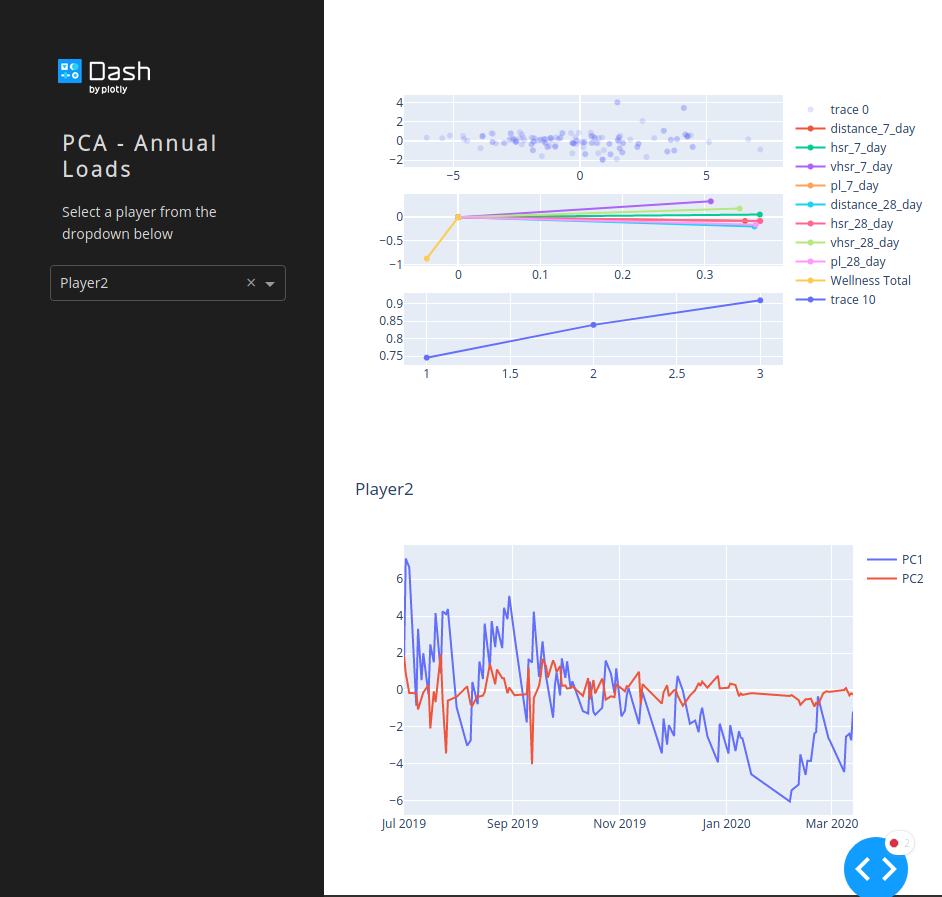 Dash
by plotly
PCA - Annual
Loads
Select a player from the
dropdown below
Player2
×
4
2
0
−2
−5
0
5
0
−0.5
−1
0
0.1
0.2
0.3
0.9
0.85
0.8
0.75
1
1.5
2
2.5
3
trace 0
distance_7_day
hsr_7_day
vhsr_7_day
pl_7_day
distance_28_day
hsr_28_day
vhsr_28_day
pl_28_day
Wellness Total
trace 10
Player2
6
4
2
0
−2
−4
−6
Jul 2019
Sep 2019
Nov 2019
Jan 2020
Mar 2020
PC1
PC2
2